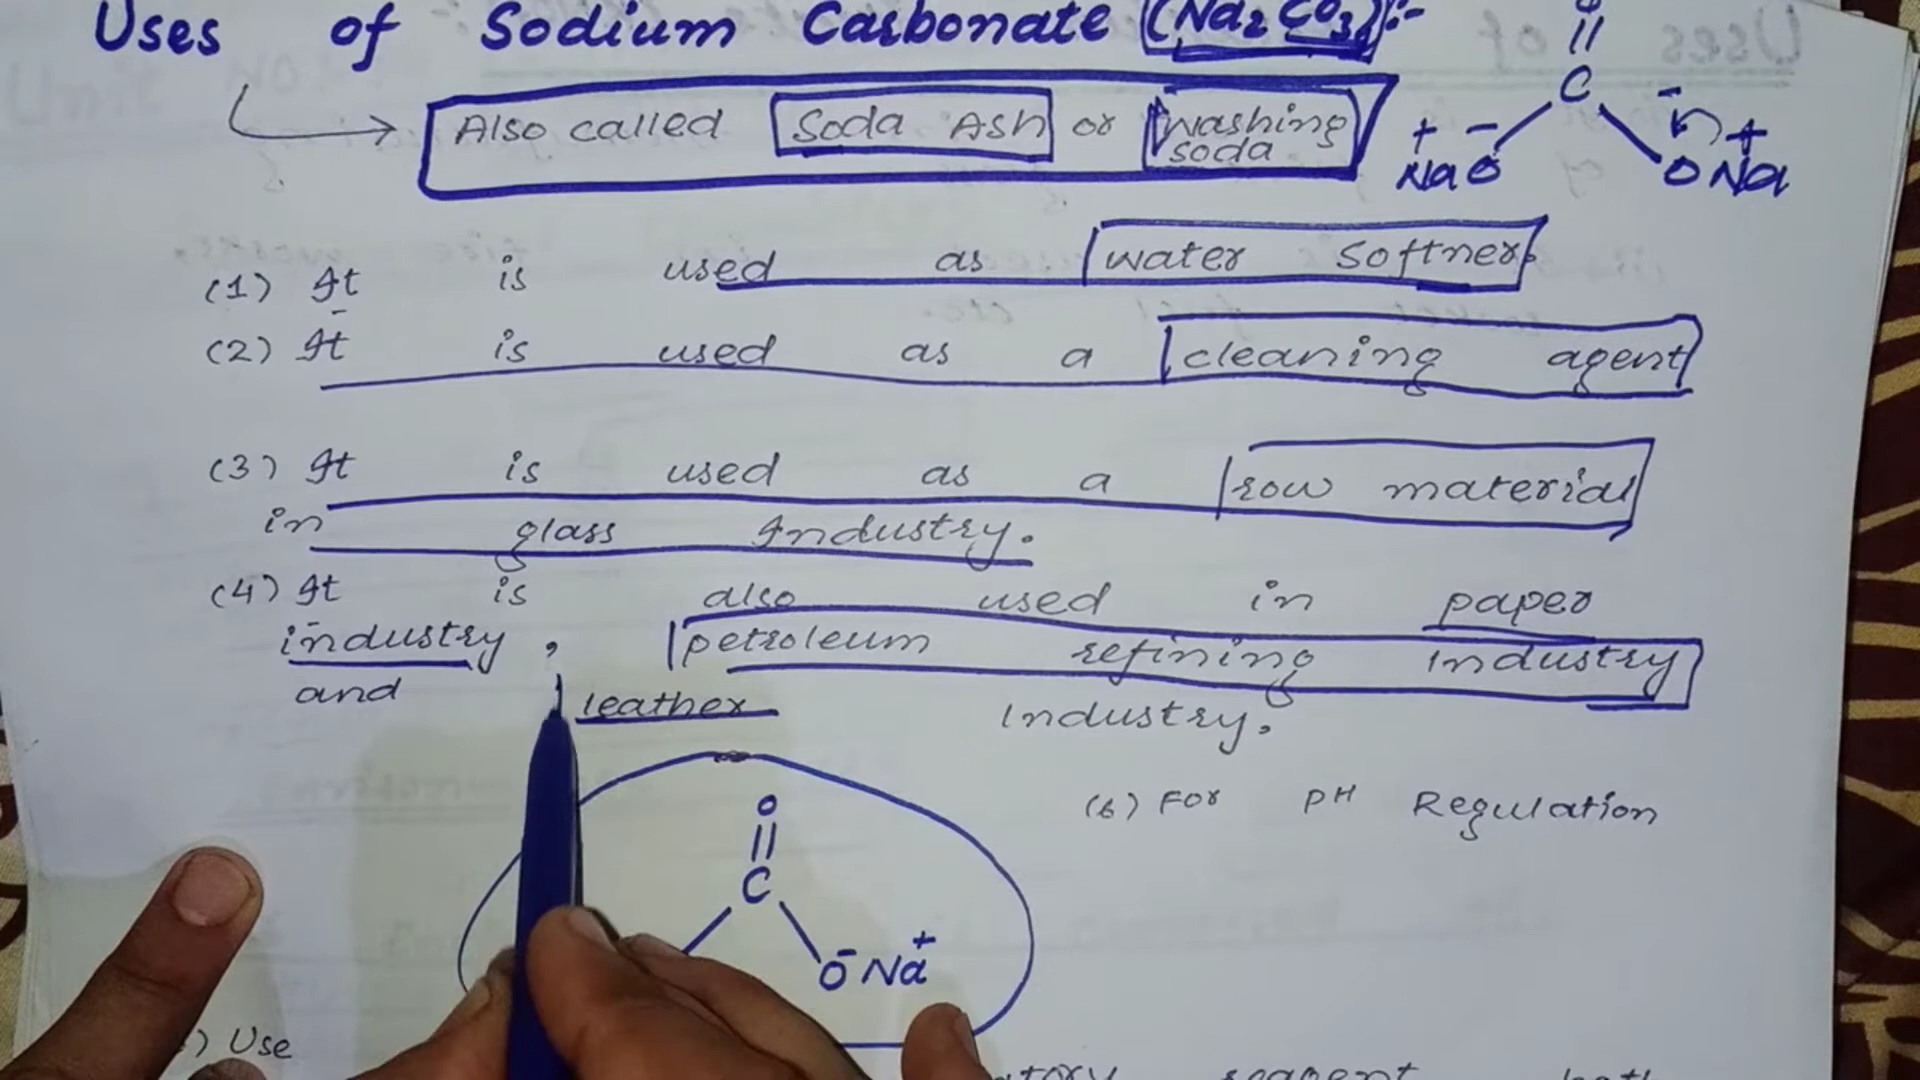 Uses of Sodium Carbonate (Na2CO3):-
Also called Soda Ash or washing soda
O
C
+ - - +
NaO ONa
(1) It is used as water softner.
(2) It is used as a cleaning agent
(3) It is used as a row material
in glass Industry.
(4) It is also used in paper
industry, petroleum refining Industry
and leather Industry.
(6) For PH Regulation
O
C
O- Na+
) Use
reagent